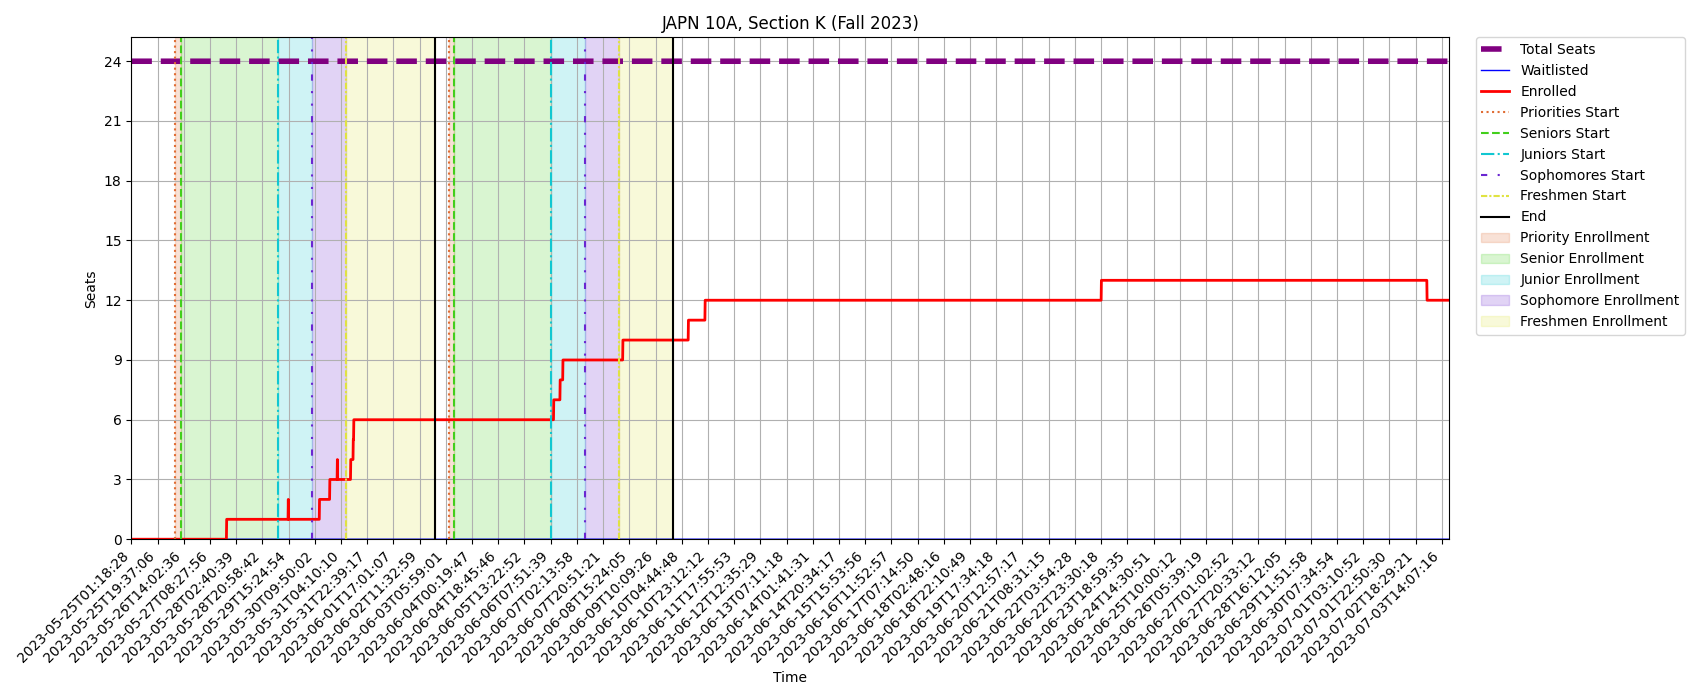 JAPN 10A, Section K (Fall 2023)
Seats
24
21
18
15
12
9
6
3
0
2023-05-25T01:18:28
2023-05-25T19:37:06
2023-05-26T14:02:36
2023-05-27T08:27:56
2023-05-28T02:40:39
2023-05-28T20:58:42
2023-05-29T15:24:54
2023-05-30T09:50:02
2023-05-31T04:10:10
2023-05-31T22:39:17
2023-06-01T17:01:07
2023-06-02T11:32:59
2023-06-03T05:59:01
2023-06-04T00:19:47
2023-06-04T18:45:46
2023-06-05T13:22:52
2023-06-06T07:51:39
2023-06-07T02:13:58
2023-06-07T20:51:21
2023-06-08T15:24:05
2023-06-09T10:09:26
2023-06-10T04:44:48
2023-06-10T23:12:12
2023-06-11T17:55:53
2023-06-12T12:35:29
2023-06-13T07:11:18
2023-06-14T01:41:31
2023-06-14T20:34:17
2023-06-15T15:53:56
2023-06-16T11:52:57
2023-06-17T07:14:50
2023-06-18T02:48:16
2023-06-18T22:10:49
2023-06-19T17:34:18
2023-06-20T12:57:17
2023-06-21T08:31:15
2023-06-22T03:54:28
2023-06-22T23:30:18
2023-06-23T18:59:35
2023-06-24T14:30:51
2023-06-25T10:00:12
2023-06-26T05:39:19
2023-06-27T01:02:52
2023-06-27T20:33:12
2023-06-28T16:12:05
2023-06-29T11:51:58
2023-06-30T07:34:54
2023-07-01T03:10:52
2023-07-01T22:50:30
2023-07-02T18:29:21
2023-07-03T14:07:16
Time
Total Seats
Waitlisted
Enrolled
Priorities Start
Seniors Start
Juniors Start
Sophomores Start
Freshmen Start
End
Priority Enrollment
Senior Enrollment
Junior Enrollment
Sophomore Enrollment
Freshmen Enrollment